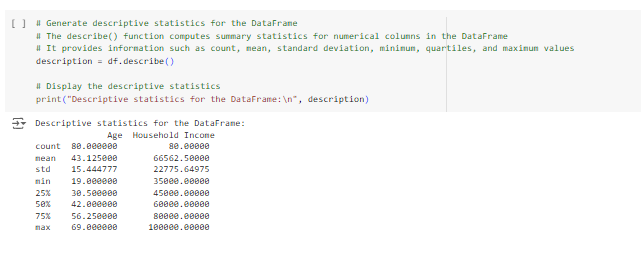 [ ] # Generate descriptive statistics for the DataFrame
# The describe() function computes summary statistics for numerical columns in the DataFrame
# It provides information such as count, mean, standard deviation, minimum, quartiles, and maximum values
description = df.describe()
# Display the descriptive statistics
print("Descriptive statistics for the DataFrame:\n", description)
Descriptive statistics for the DataFrame:
Age Household Income
count 80.000000 80.00000
mean 43.125000 66562.50000
std 15.444777 22775.64975
min 19.000000 35000.00000
25% 30.500000 45000.00000
50% 42.000000 60000.00000
75% 56.250000 80000.00000
max 69.000000 100000.00000